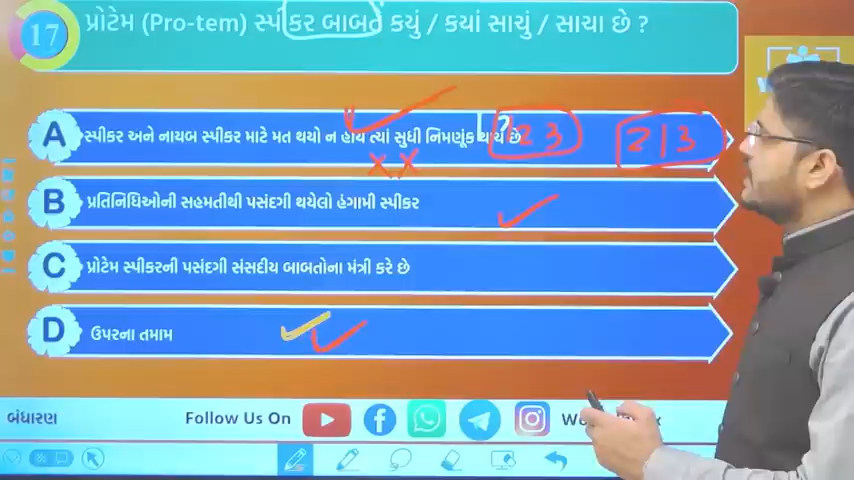 17
પ્રોટેમ (Pro-tem) સ્પીકર બાબત કયું / કયાં સાચું / સાચા છે ?
A
સ્પીકર અને નાયબ સ્પીકર માટે મત થયો ન હોય ત્યાં સુધી નિમણૂંક થાય છે
2 3
2 | 3
B
પ્રતિનિધિઓની સહમતીથી પસંદગી થયેલો હંગામી સ્પીકર
C
પ્રોટેમ સ્પીકરની પસંદગી સંસદીય બાબતોના મંત્રી કરે છે
D
ઉપરના તમામ
બંધારણ
Follow Us On